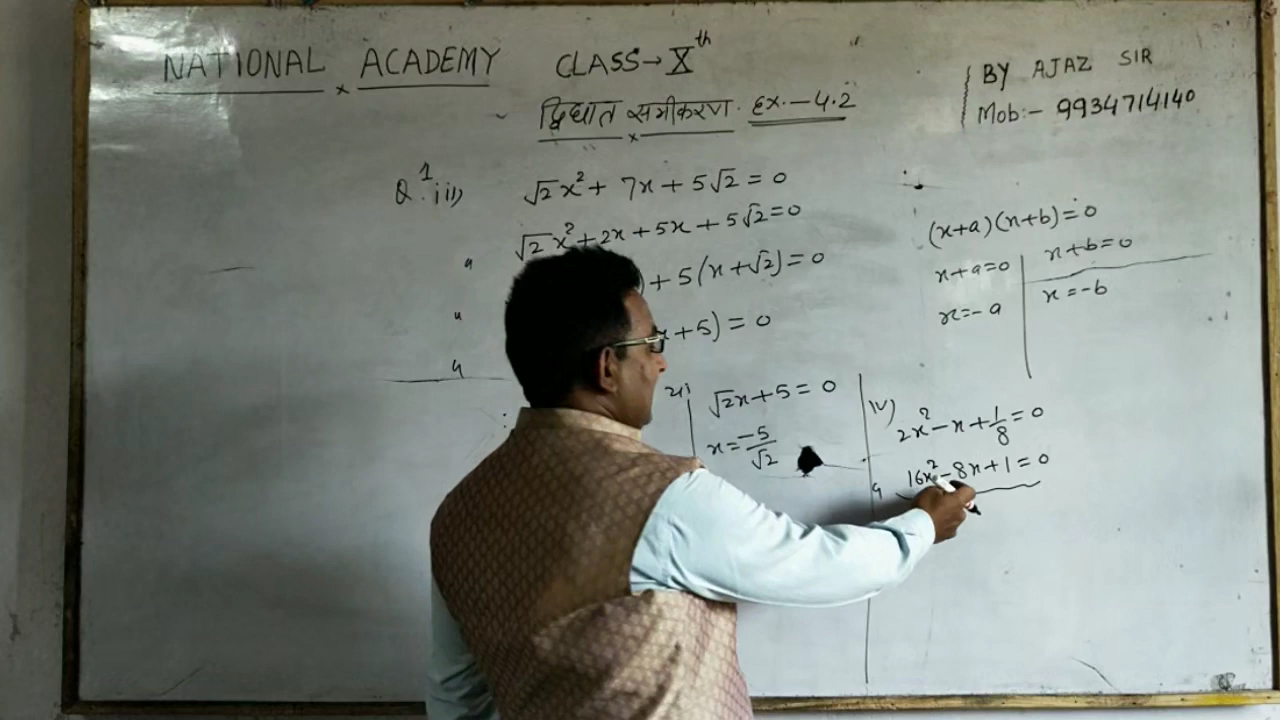 NATIONAL ACADEMY CLASS→Xth
BY AJAZ SIR
Mob:- 9934714140
द्विघात समीकरण. Ex.-4.2
Q.1 iii) √2x²+ 7x+5√2=0
√2x²+2x+5x+5√2=0
+5(x+√2)=0
x+5)=0
√2x+5=0
x=-5/√2
(x+a)(x+b)=0
x+a=0
x=-a
x+b=0
x=-b
iv) 2x²-x+1/8=0
16x²-8x+1=0